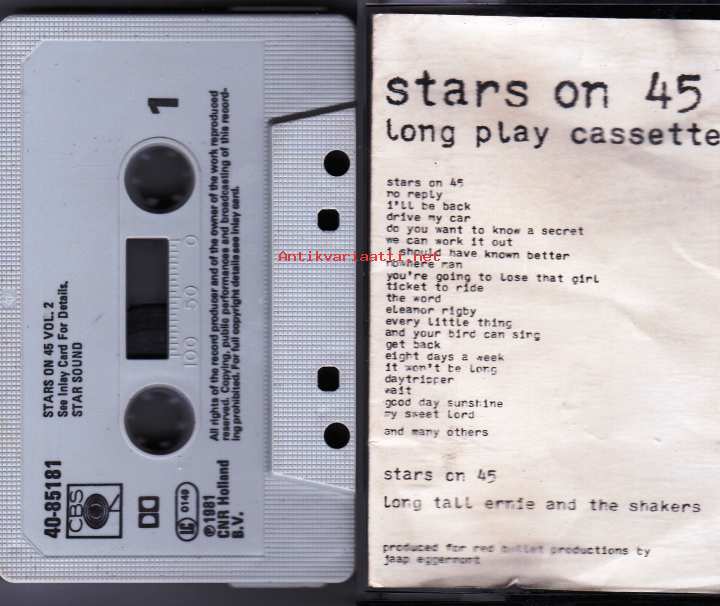 1
STARS ON 45 VOL. 2
See Inlay Card For Details.
STAR SOUND
All rights of the record producer and of the owner of the work reproduced
reserved. Copying, public performances and broadcasting of this record-
ing prohibited. For full copyright details see inlay card.
0
50
100
40-85181
CBS
0149
℗1981
CNR Holland
B.V.
Antikvariaatti.net
stars on 45
long play cassette
stars on 45
no reply
i'll be back
drive my car
do you want to know a secret
we can work it out
i should have known better
nowhere man
you're going to lose that girl
ticket to ride
the word
eleanor rigby
every little thing
and your bird can sing
get back
eight days a week
it won't be long
daytripper
wait
good day sunshine
my sweet lord
and many others
stars on 45
long tall ernie and the shakers
produced for red bullet productions by
jaap eggermont